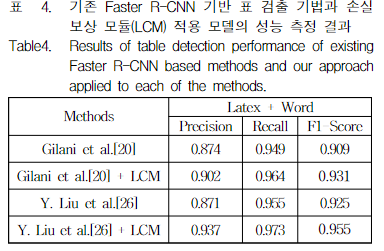 표 4. 기존 Faster R-CNN 기반 표 검출 기법과 손실
보상 모듈(LCM) 적용 모델의 성능 측정 결과
Table4. Results of table detection performance of existing
Faster R-CNN based methods and our approach
applied to each of the methods.
Methods Latex + Word
Precision Recall F1-Score
Gilani et al.[20] 0.874 0.949 0.909
Gilani et al.[20] + LCM 0.902 0.964 0.931
Y. Liu et al.[26] 0.871 0.955 0.925
Y. Liu et al.[26] + LCM 0.937 0.973 0.955